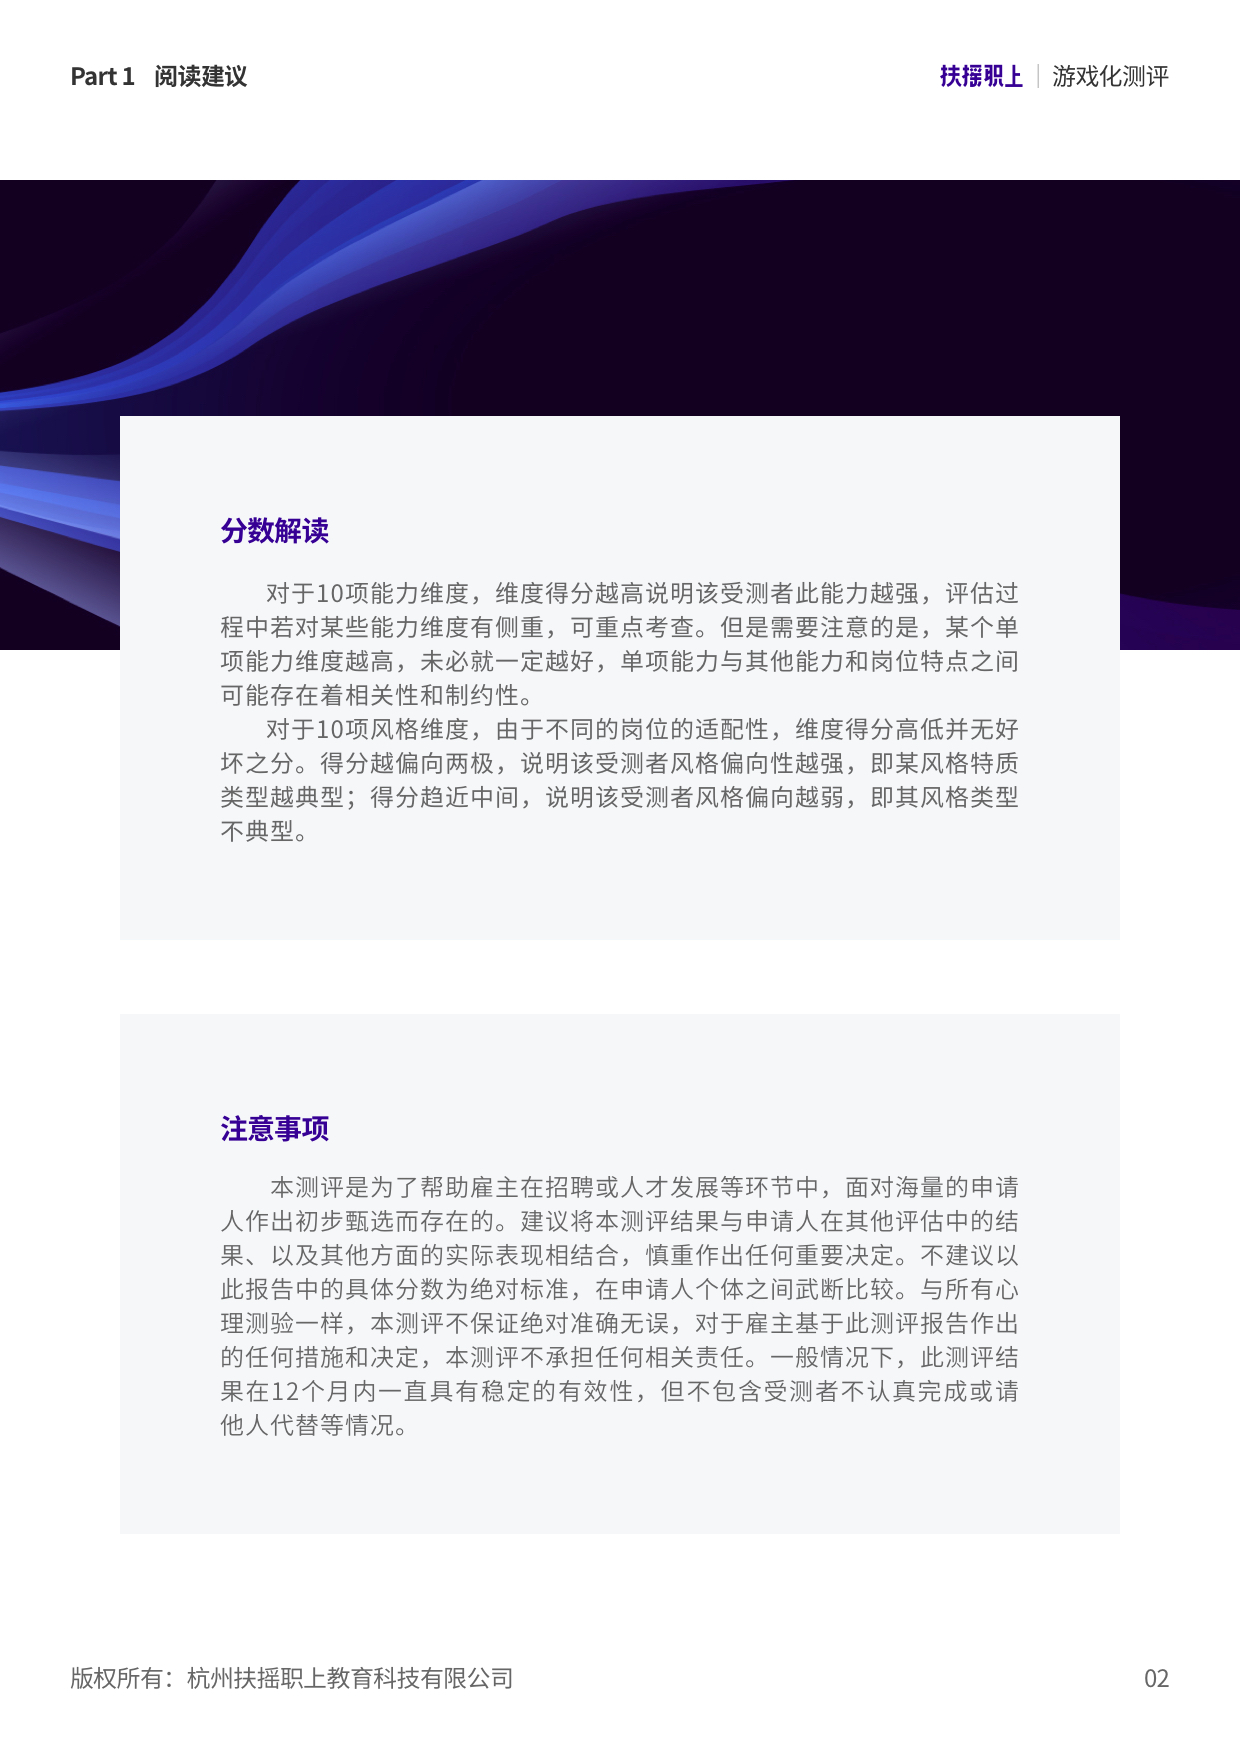 Part 1 阅读建议
扶摇职上 | 游戏化测评
分数解读
对于10项能力维度，维度得分越高说明该受测者此能力越强，评估过
程中若对某些能力维度有侧重，可重点考查。但是需要注意的是，某个单
项能力维度越高，未必就一定越好，单项能力与其他能力和岗位特点之间
可能存在着相关性和制约性。
对于10项风格维度，由于不同的岗位的适配性，维度得分高低并无好
坏之分。得分越偏向两极，说明该受测者风格偏向性越强，即某风格特质
类型越典型；得分趋近中间，说明该受测者风格偏向越弱，即其风格类型
不典型。
注意事项
本测评是为了帮助雇主在招聘或人才发展等环节中，面对海量的申请
人作出初步甄选而存在的。建议将本测评结果与申请人在其他评估中的结
果、以及其他方面的实际表现相结合，慎重作出任何重要决定。不建议以
此报告中的具体分数为绝对标准，在申请人个体之间武断比较。与所有心
理测验一样，本测评不保证绝对准确无误，对于雇主基于此测评报告作出
的任何措施和决定，本测评不承担任何相关责任。一般情况下，此测评结
果在12个月内一直具有稳定的有效性，但不包含受测者不认真完成或请
他人代替等情况。
版权所有：杭州扶摇职上教育科技有限公司
02